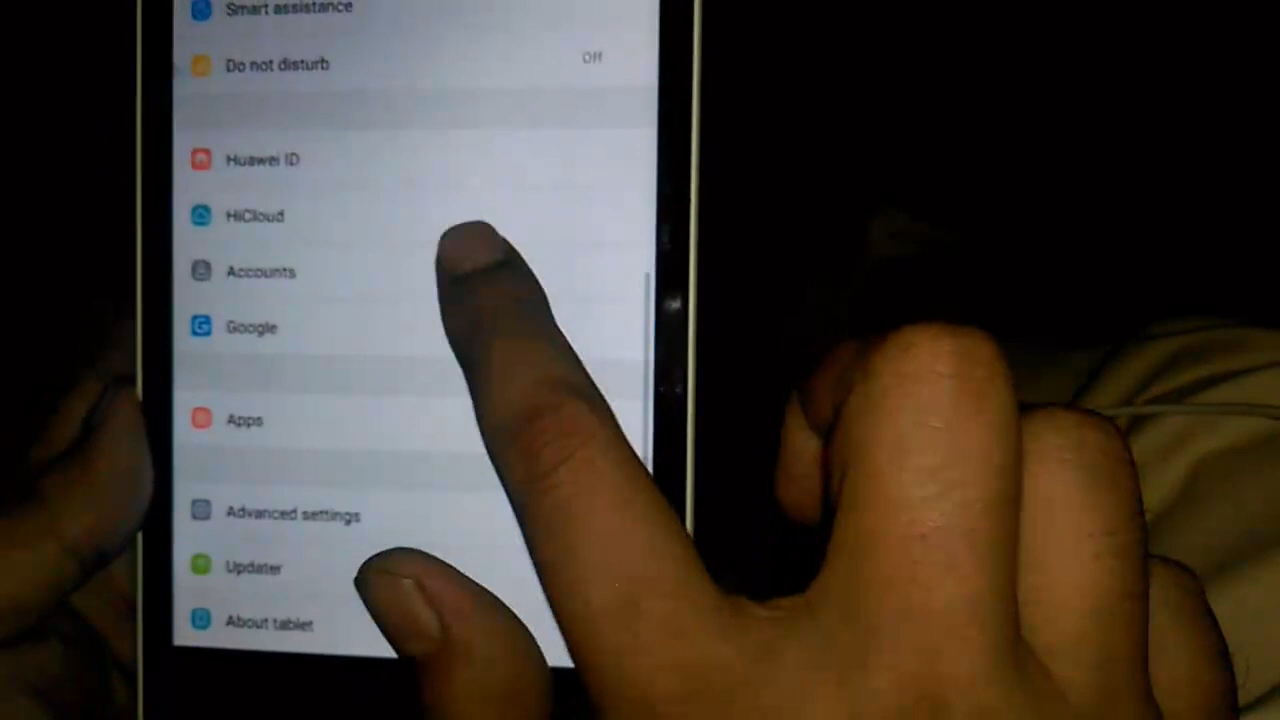 Smart assistance
Do not disturb
Off
Huawei ID
HiCloud
Accounts
Google
Apps
Advanced settings
Updater
About tablet